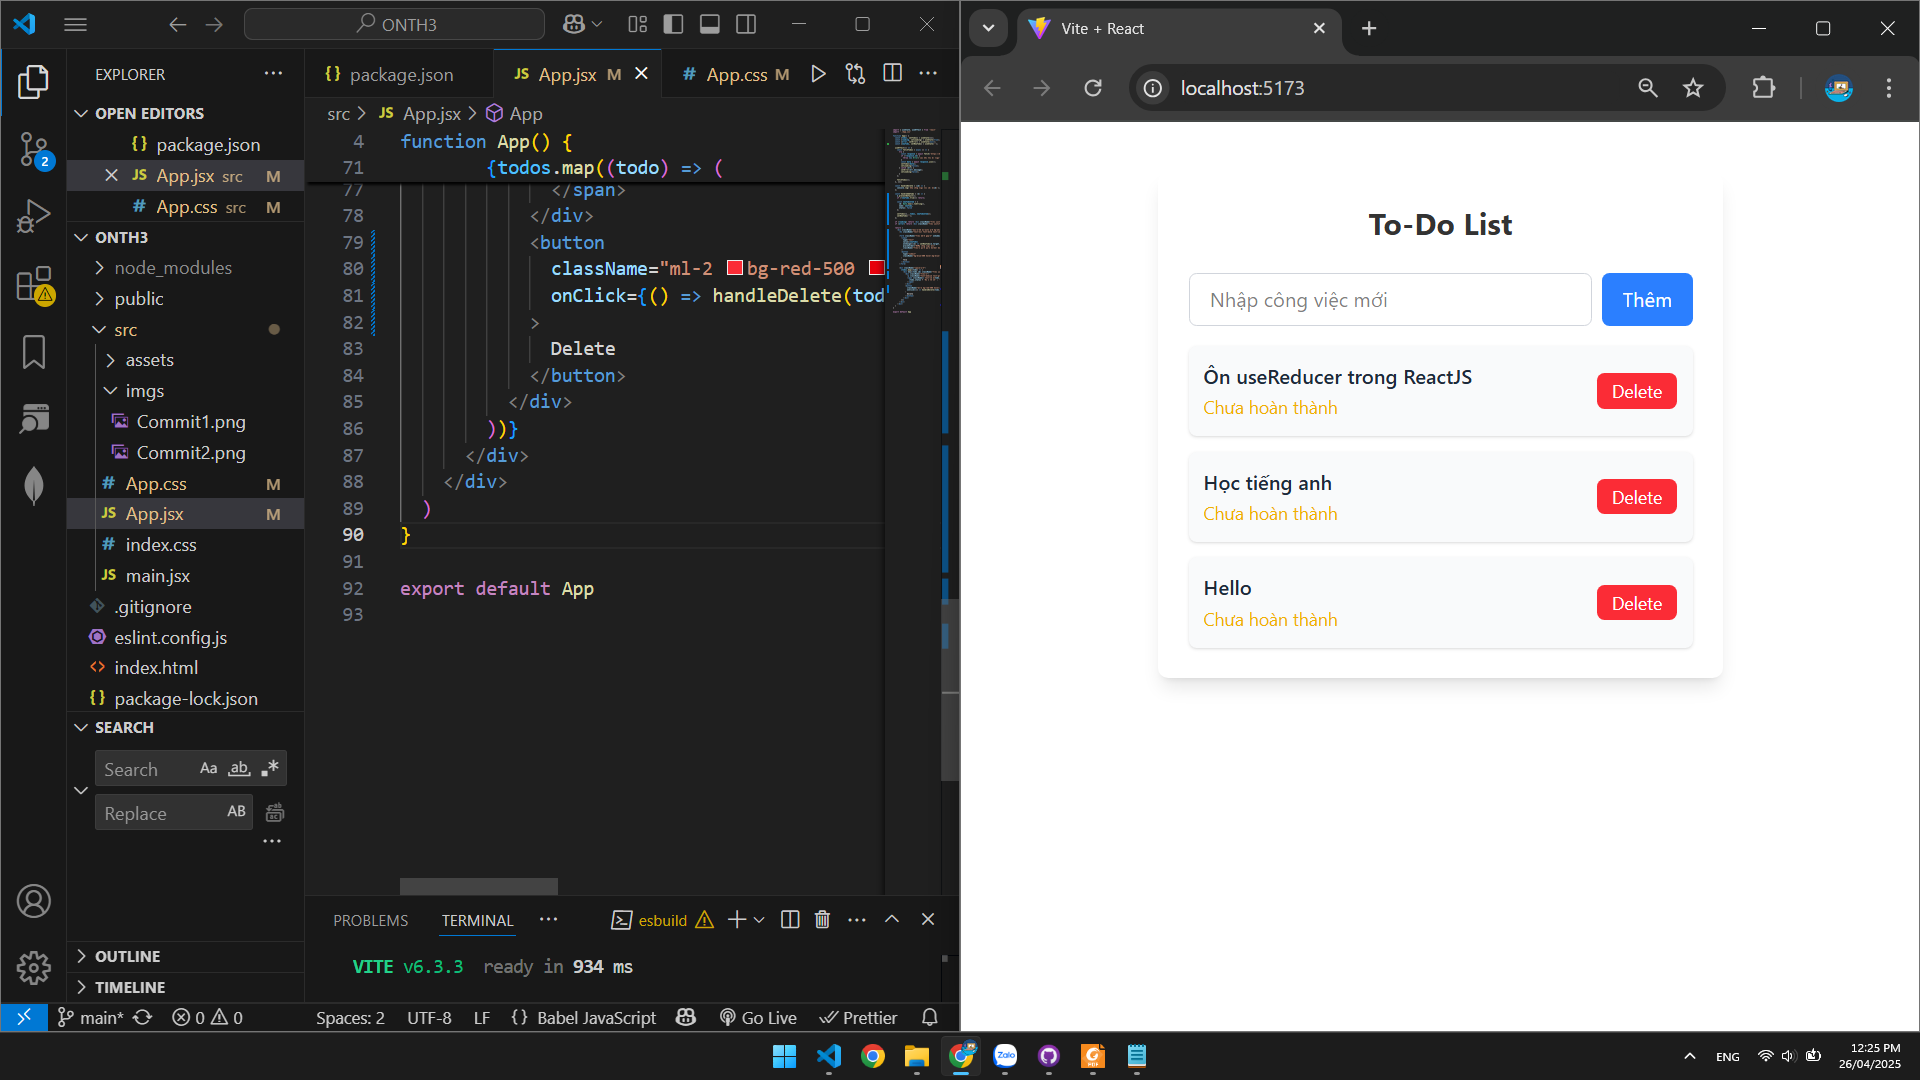 ONTH3
EXPLORER
OPEN EDITORS
{} package.json
JS App.jsx src M
# App.css src M
ONTH3
node_modules
public
src
assets
imgs
Commit1.png
Commit2.png
# App.css M
JS App.jsx M
# index.css
JS main.jsx
.gitignore
eslint.config.js
<> index.html
{} package-lock.json
SEARCH
Search Aa ab .*
Replace AB
OUTLINE
TIMELINE
2
{} package.json
JS App.jsx M
# App.css M
src > JS App.jsx > App
4 function App() {
71 {todos.map((todo) => (
77 </span>
78 </div>
79 <button
80 className="ml-2 bg-red-500
81 onClick={() => handleDelete(tod
82 >
83 Delete
84 </button>
85 </div>
86 ))}
87 </div>
88 </div>
89 )
90 }
91
92 export default App
93
PROBLEMS TERMINAL
esbuild
VITE v6.3.3 ready in 934 ms
main* 0 0
Spaces: 2 UTF-8 LF {} Babel JavaScript Go Live Prettier
Vite + React
localhost:5173
To-Do List
Nhập công việc mới
Thêm
Ôn useReducer trong ReactJS
Chưa hoàn thành
Delete
Học tiếng anh
Chưa hoàn thành
Delete
Hello
Chưa hoàn thành
Delete
Zalo
PDF
ENG
12:25 PM
26/04/2025